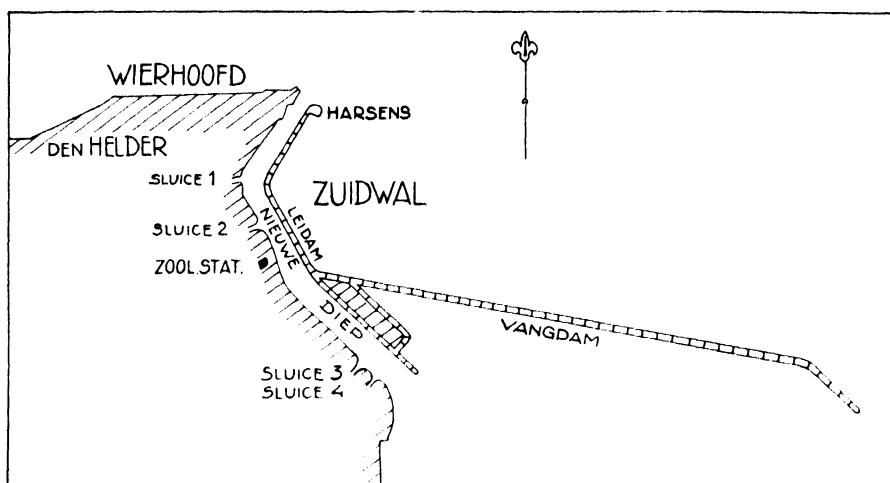 WIERHOOFD
HARSENS
DEN HELDER
SLUICE 1
ZUIDWAL
LEIDAM
NIEUWE
SLUICE 2
ZOOL. STAT.
DIEP
VANGDAM
SLUICE 3
SLUICE 4